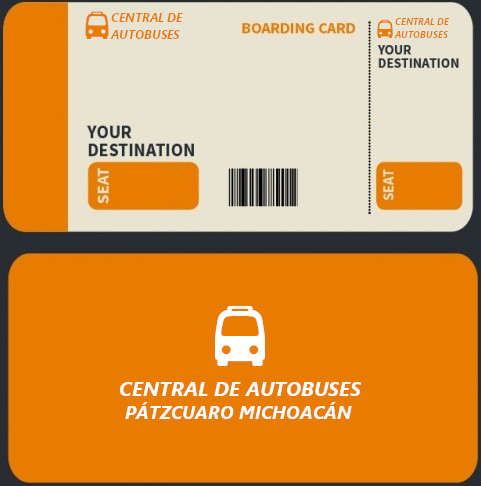 CENTRAL DE
AUTOBUSES
BOARDING CARD
YOUR
DESTINATION
SEAT
CENTRAL DE
AUTOBUSES
YOUR
DESTINATION
SEAT
CENTRAL DE AUTOBUSES
PÁTZCUARO MICHOACÁN